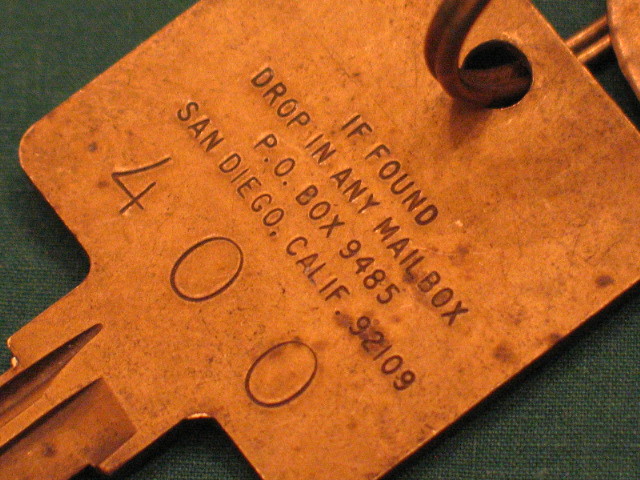 IF FOUND
DROP IN ANY MAILBOX
P.O. BOX 9485
SAN DIEGO, CALIF. 92109
400